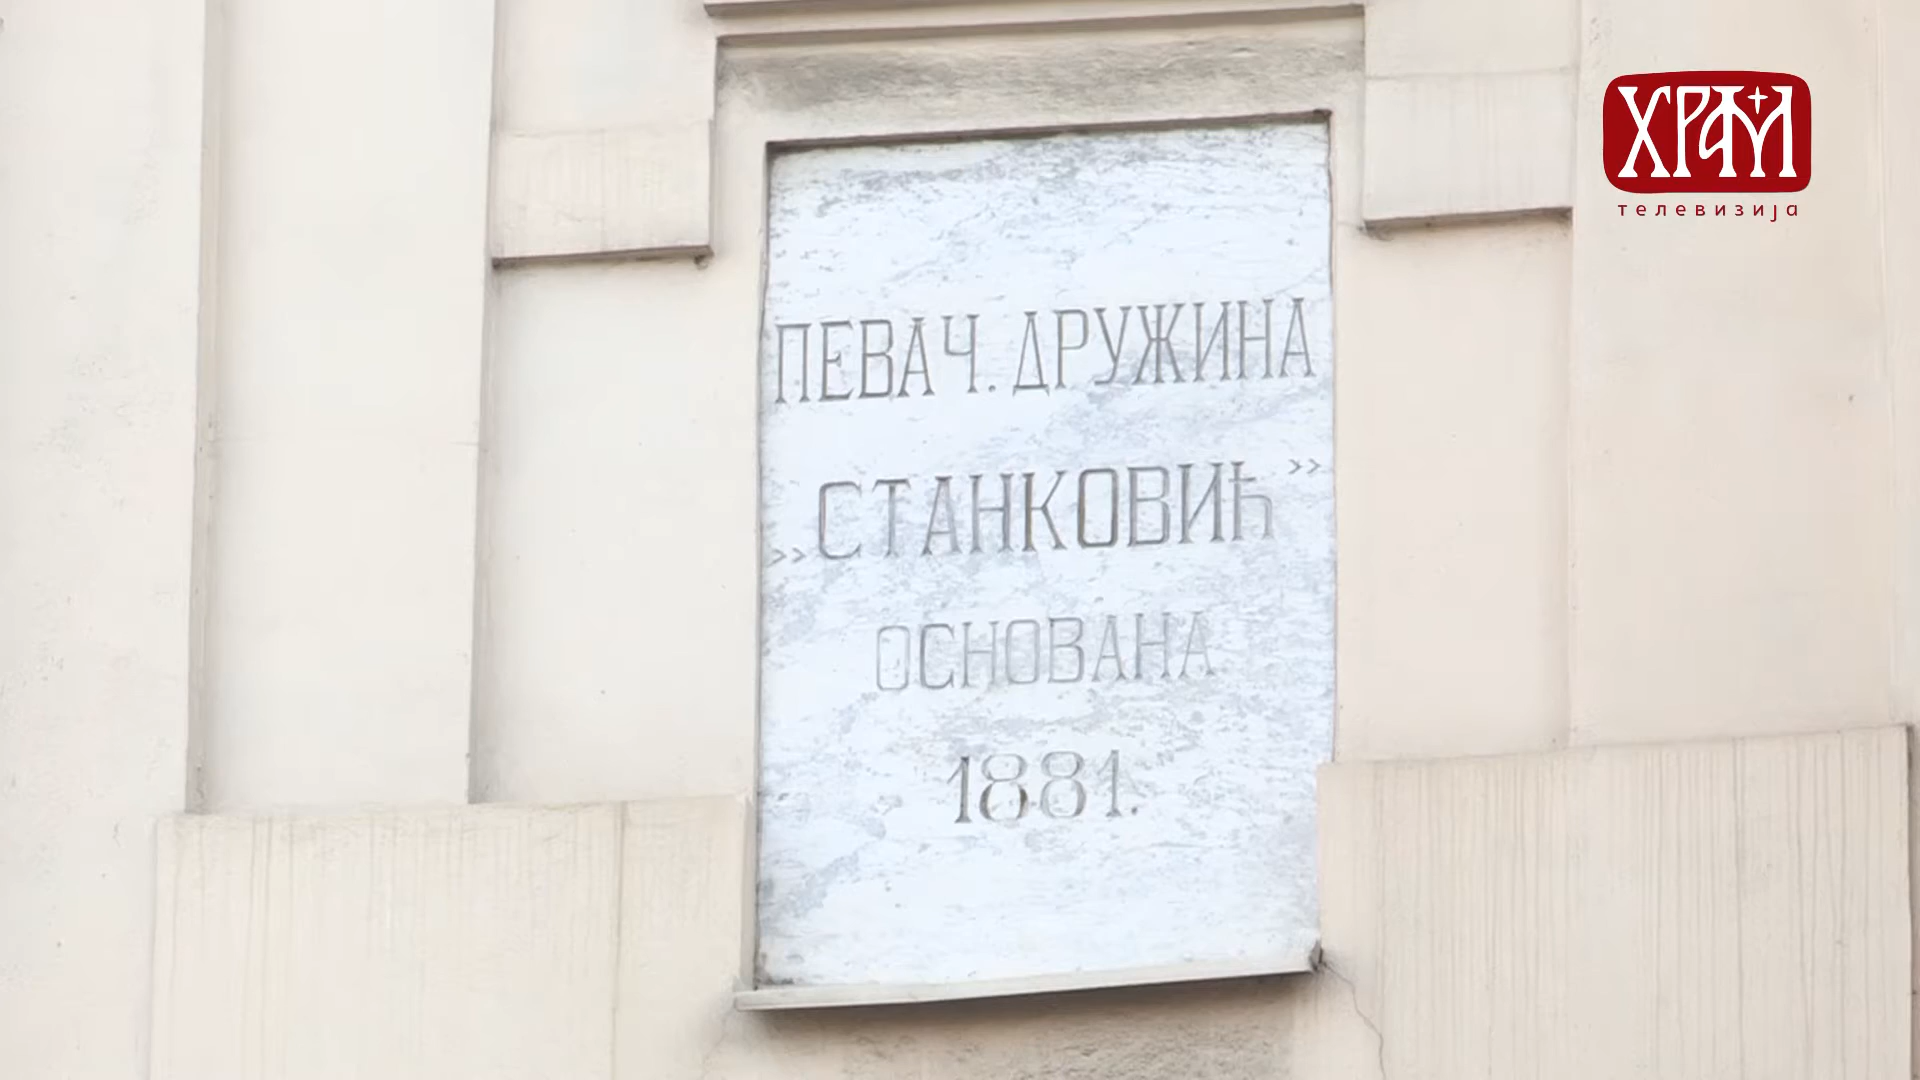 ХРАМ
телевизија
ПЕВАЧ. ДРУЖИНА
„СТАНКОВИЋ”
ОСНОВАНА
1881.